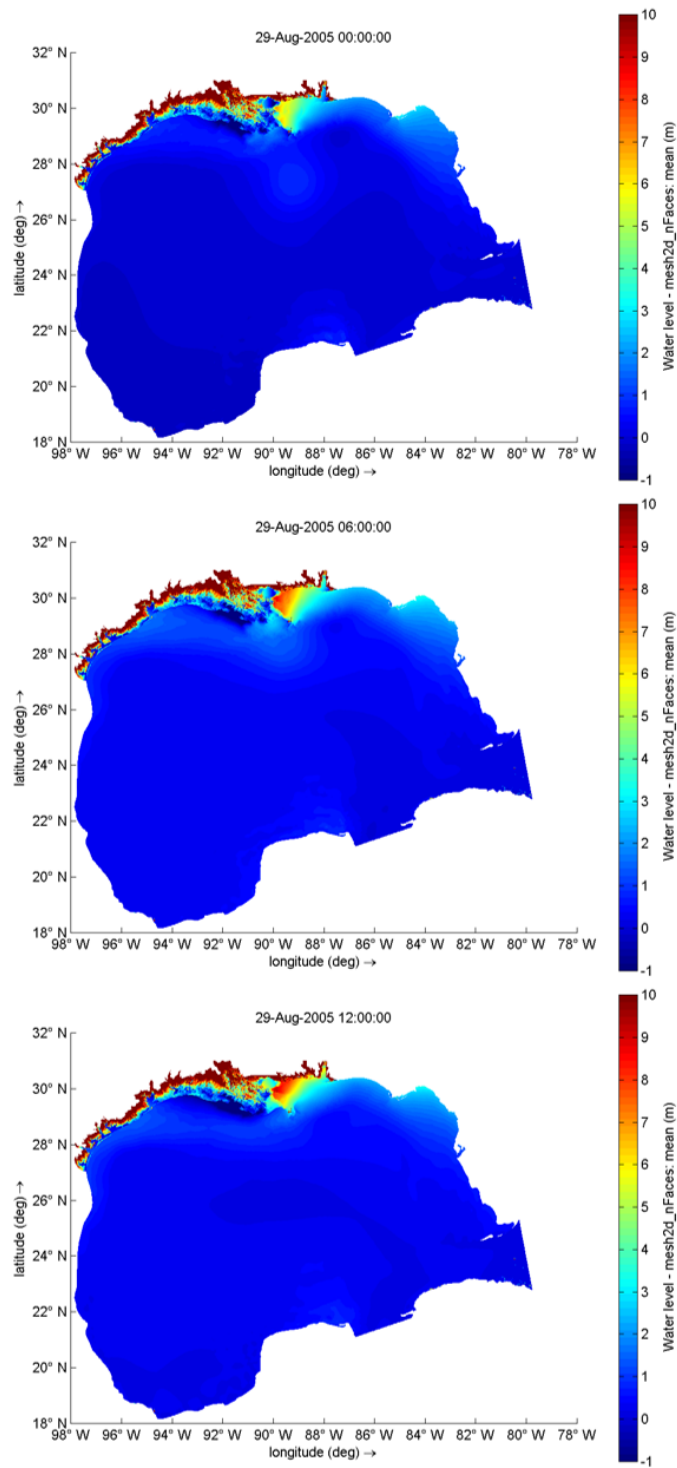 29-Aug-2005 00:00:00
32° N
30° N
28° N
26° N
24° N
22° N
20° N
18° N
latitude (deg) →
98° W 96° W 94° W 92° W 90° W 88° W 86° W 84° W 82° W 80° W 78° W
longitude (deg) →
10
9
8
7
6
5
4
3
2
1
0
-1
Water level - mesh2d_nFaces: mean (m)
29-Aug-2005 06:00:00
32° N
30° N
28° N
26° N
24° N
22° N
20° N
18° N
latitude (deg) →
98° W 96° W 94° W 92° W 90° W 88° W 86° W 84° W 82° W 80° W 78° W
longitude (deg) →
10
9
8
7
6
5
4
3
2
1
0
-1
Water level - mesh2d_nFaces: mean (m)
29-Aug-2005 12:00:00
32° N
30° N
28° N
26° N
24° N
22° N
20° N
18° N
latitude (deg) →
98° W 96° W 94° W 92° W 90° W 88° W 86° W 84° W 82° W 80° W 78° W
longitude (deg) →
10
9
8
7
6
5
4
3
2
1
0
-1
Water level - mesh2d_nFaces: mean (m)